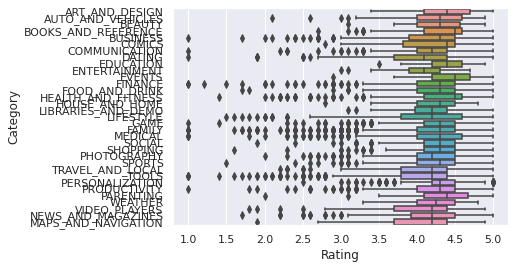 ART_AND_DESIGN
AUTO_AND_VEHICLES
BEAUTY
BOOKS_AND_REFERENCE
BUSINESS
COMICS
COMMUNICATION
DATING
EDUCATION
ENTERTAINMENT
EVENTS
FINANCE
FOOD_AND_DRINK
HEALTH_AND_FITNESS
HOUSE_AND_HOME
LIBRARIES_AND_DEMO
LIFESTYLE
GAME
FAMILY
MEDICAL
SOCIAL
SHOPPING
PHOTOGRAPHY
SPORTS
TRAVEL_AND_LOCAL
TOOLS
PERSONALIZATION
PRODUCTIVITY
PARENTING
WEATHER
VIDEO_PLAYERS
NEWS_AND_MAGAZINES
MAPS_AND_NAVIGATION
Category
1.0 1.5 2.0 2.5 3.0 3.5 4.0 4.5 5.0
Rating